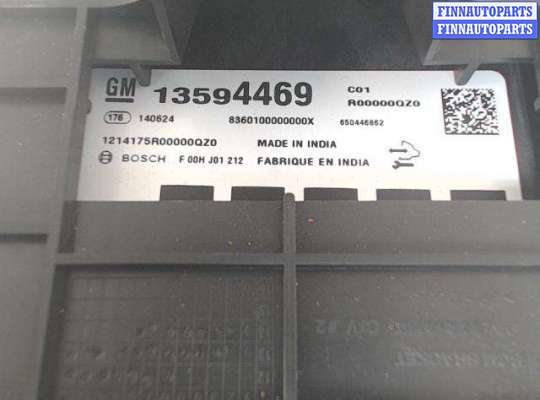 FINNAUTOPARTS
FINNAUTOPARTS
GM 13594469 C01
R00000QZ0
176 140624 8360100000000X 650446862
1214175R00000QZ0 MADE IN INDIA
BOSCH F 00H J01 212 FABRIQUE EN INDIA